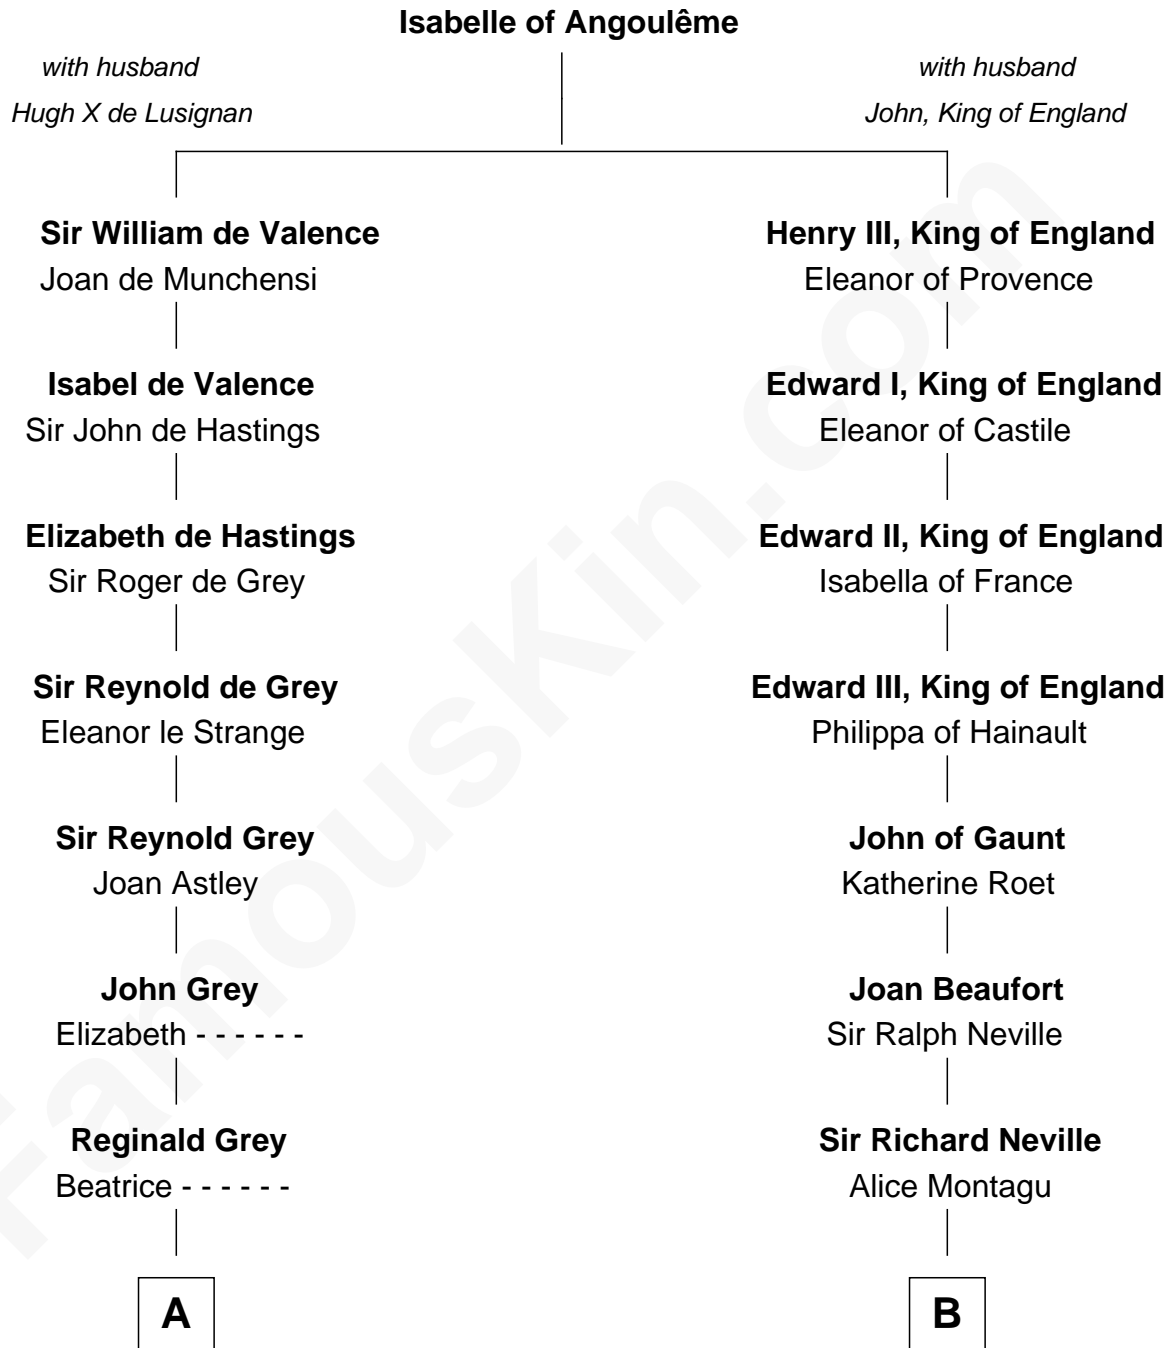 Isabelle of Angoulême
with husband
Hugh X de Lusignan
with husband
John, King of England
Sir William de Valence
Joan de Munchensi
Henry III, King of England
Eleanor of Provence
Isabel de Valence
Sir John de Hastings
Edward I, King of England
Eleanor of Castile
Elizabeth de Hastings
Sir Roger de Grey
Edward II, King of England
Isabella of France
Sir Reynold de Grey
Eleanor le Strange
Edward III, King of England
Philippa of Hainault
Sir Reynold Grey
Joan Astley
John of Gaunt
Katherine Roet
John Grey
Elizabeth - - - - - -
Joan Beaufort
Sir Ralph Neville
Reginald Grey
Beatrice - - - - - -
Sir Richard Neville
Alice Montagu
A
B
FamousKin.com